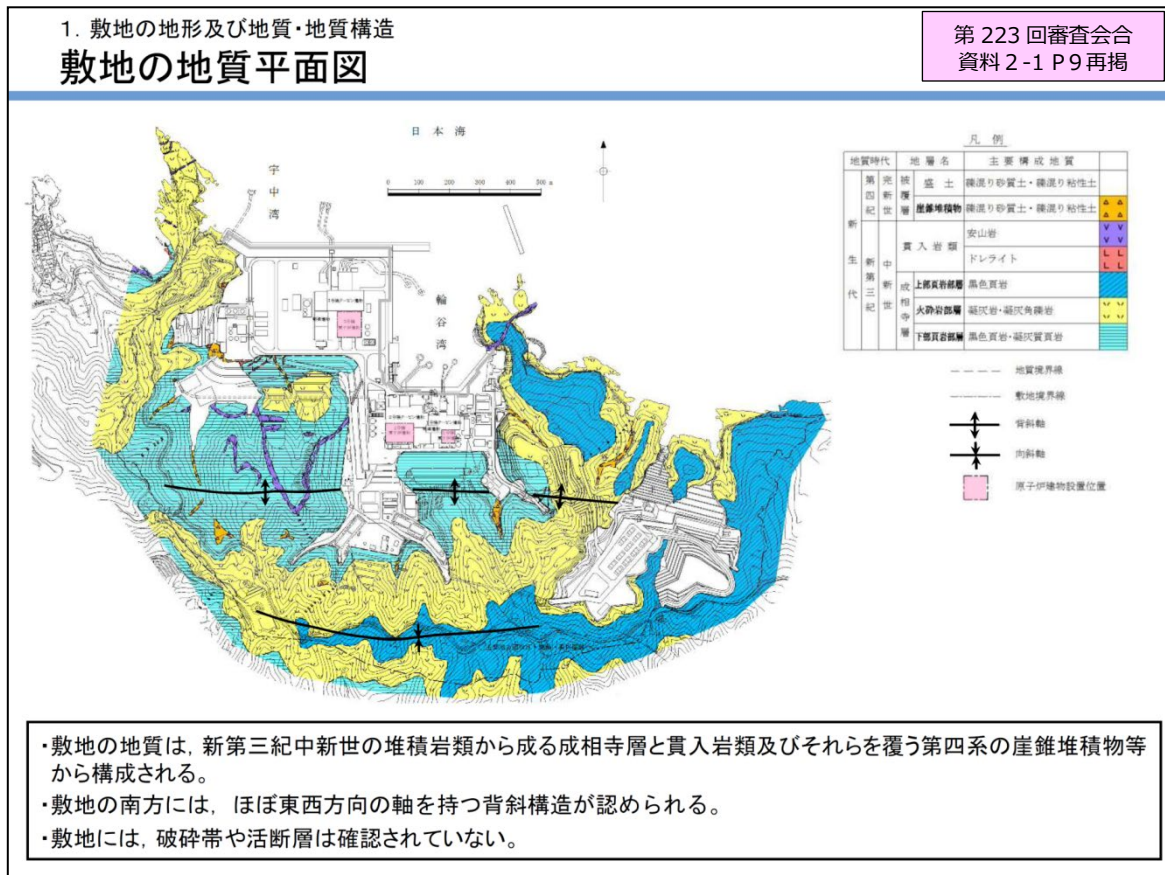 1. 敷地の地形及び地質・地質構造
敷地の地質平面図
第 223 回審査会合
資料２-1 P９再掲
日 本 海
宇中湾
輪谷湾
0 100 200 300 400 500 m
凡 例
地質時代 地 層 名 主 要 構 成 地 質
新生代 第四紀 完新世 被覆層 盛 土 礫混り砂質土・礫混り粘性土
崖錐堆積物 礫混り砂質土・礫混り粘性土
新第三紀 中新世 貫 入 岩 類 安山岩
ドレライト
成相寺層 上部頁岩部層 黒色頁岩
火砕岩部層 凝灰岩・凝灰角礫岩
下部頁岩部層 黒色頁岩・凝灰質頁岩
地質境界線
敷地境界線
背斜軸
向斜軸
原子炉建物設置位置
・敷地の地質は，新第三紀中新世の堆積岩類から成る成相寺層と貫入岩類及びそれらを覆う第四系の崖錐堆積物等
から構成される。
・敷地の南方には，ほぼ東西方向の軸を持つ背斜構造が認められる。
・敷地には，破砕帯や活断層は確認されていない。